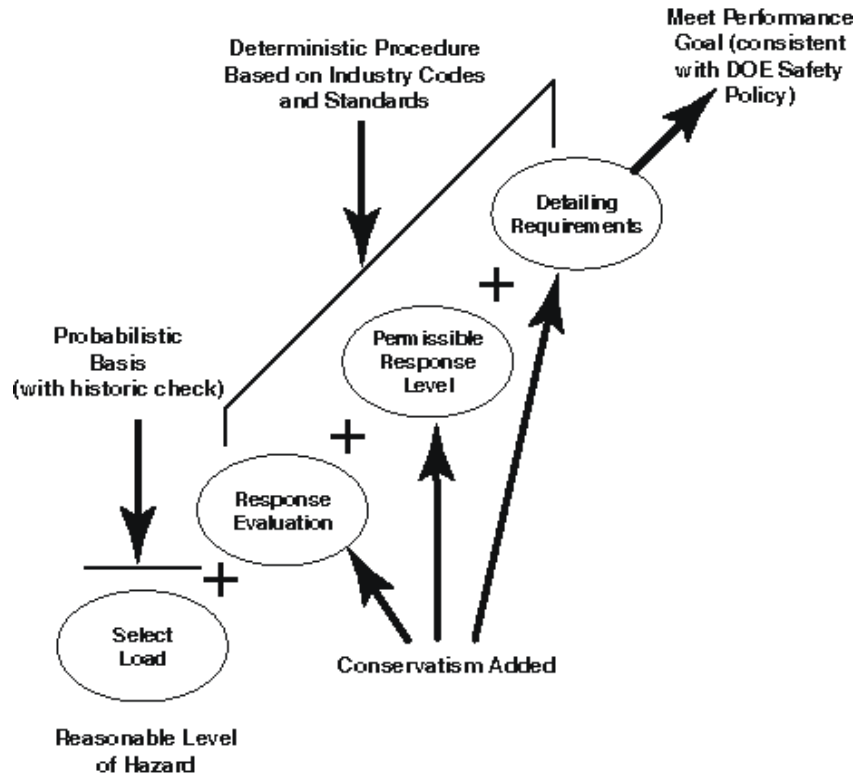 Meet Performance
Goal (consistent
with DOE Safety
Policy)
Deterministic Procedure
Based on Industry Codes
and Standards
Detailing
Requirements
+
Permissible
Response
Level
Probabilistic
Basis
(with historic check)
+
Response
Evaluation
+
Select
Load
Conservatism Added
Reasonable Level
of Hazard